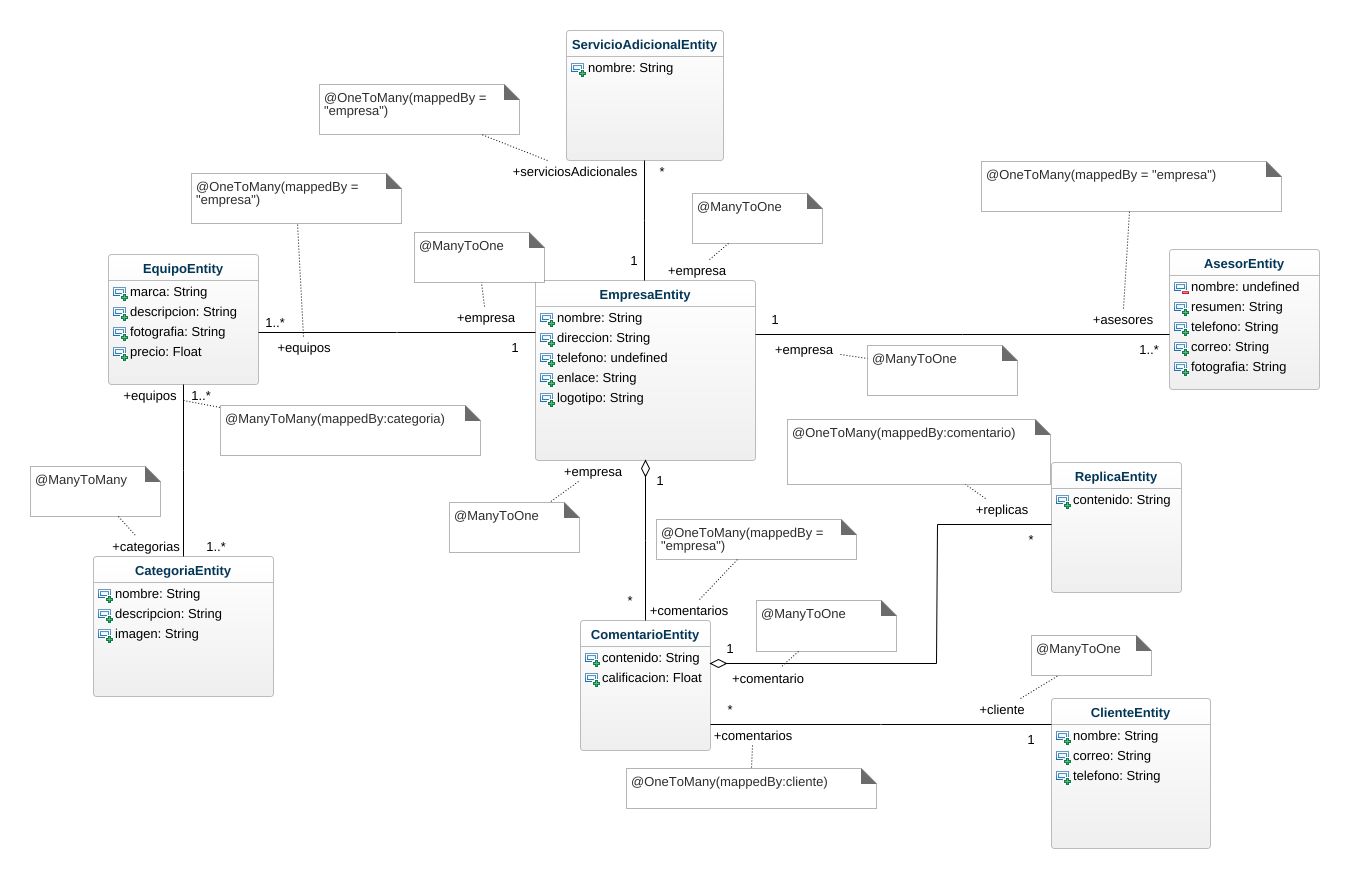 ServicioAdicionalEntity
nombre: String
@OneToMany(mappedBy =
"empresa")
+serviciosAdicionales
*
@OneToMany(mappedBy =
"empresa")
@ManyToOne
@OneToMany(mappedBy = "empresa")
@ManyToOne
1
+empresa
EquipoEntity
marca: String
descripcion: String
fotografia: String
precio: Float
1..*
+equipos
+empresa
1
EmpresaEntity
nombre: String
direccion: String
telefono: undefined
enlace: String
logotipo: String
1
+empresa
@ManyToOne
+asesores
1..*
AsesorEntity
nombre: undefined
resumen: String
telefono: String
correo: String
fotografia: String
+equipos
1..*
@ManyToMany(mappedBy:categoria)
@ManyToMany
+categorias
1..*
CategoriaEntity
nombre: String
descripcion: String
imagen: String
+empresa
1
@ManyToOne
@OneToMany(mappedBy =
"empresa")
*
+comentarios
@OneToMany(mappedBy:comentario)
+replicas
*
ReplicaEntity
contenido: String
ComentarioEntity
contenido: String
calificacion: Float
@ManyToOne
1
+comentario
*
+comentarios
@OneToMany(mappedBy:cliente)
@ManyToOne
+cliente
1
ClienteEntity
nombre: String
correo: String
telefono: String